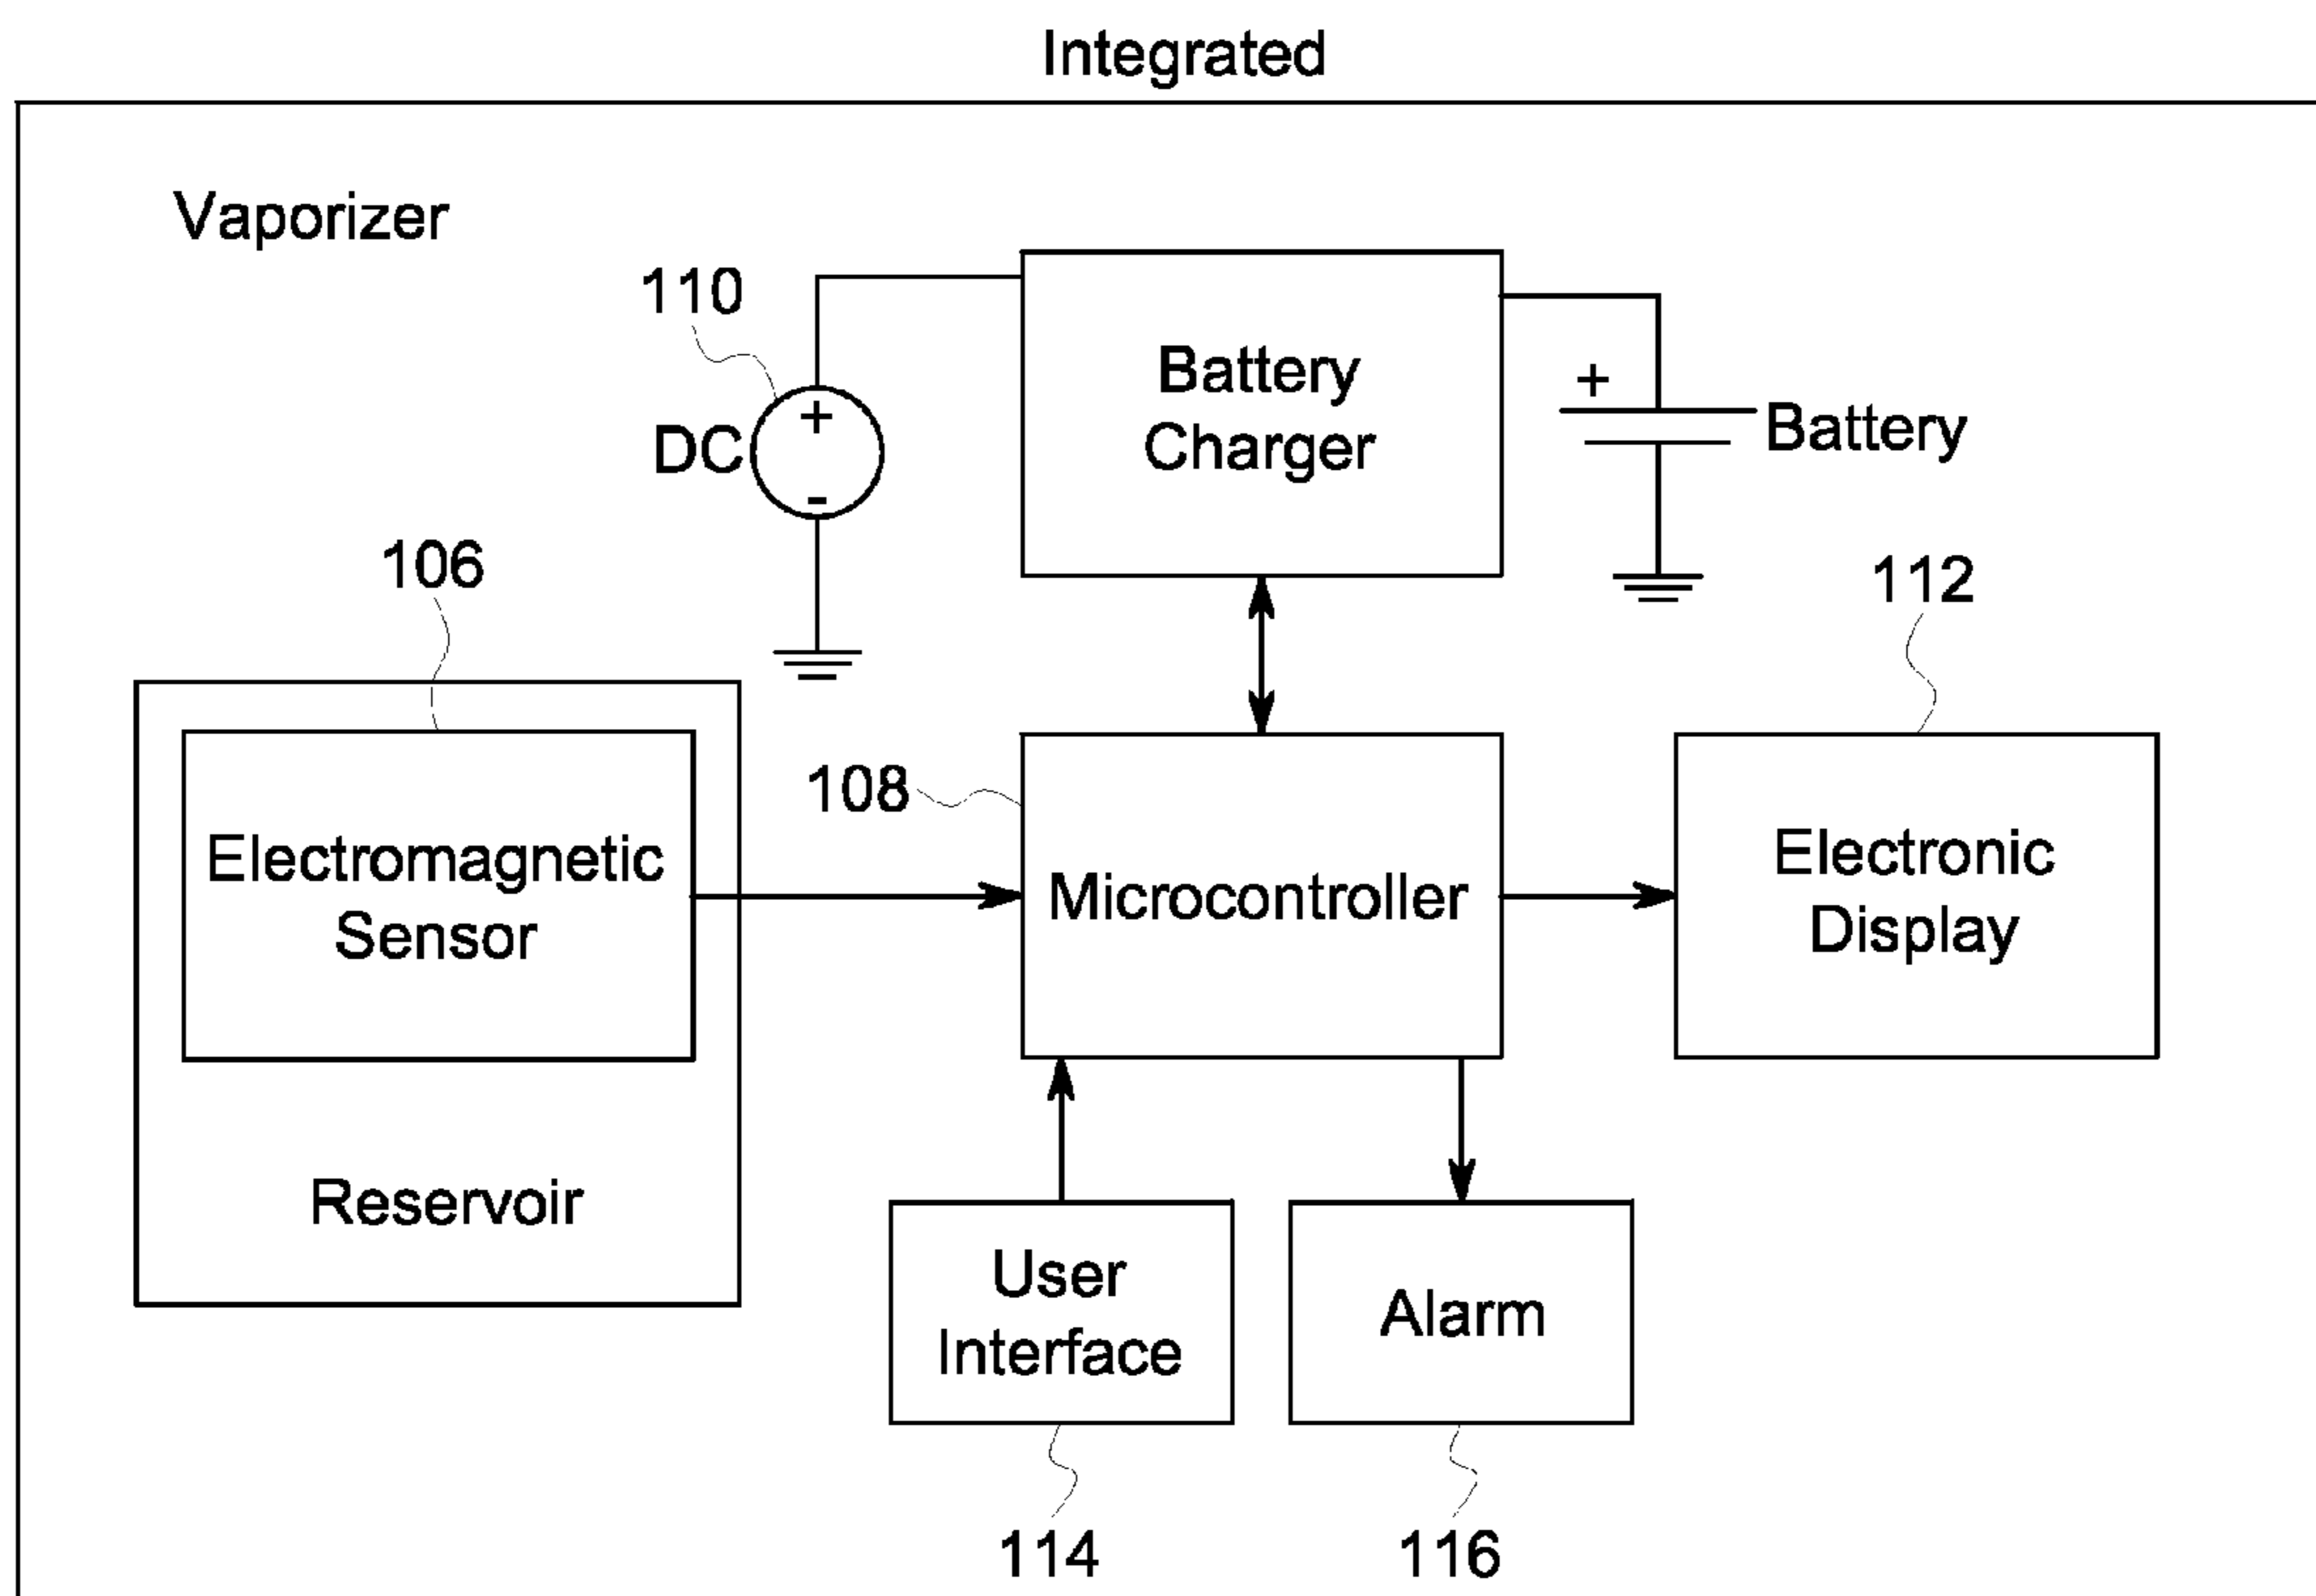 Integrated
Vaporizer
110
DC
+
-
Battery
Charger
+
Battery
106
112
108
Electromagnetic
Sensor
Microcontroller
Electronic
Display
Reservoir
User
Interface
Alarm
114
116